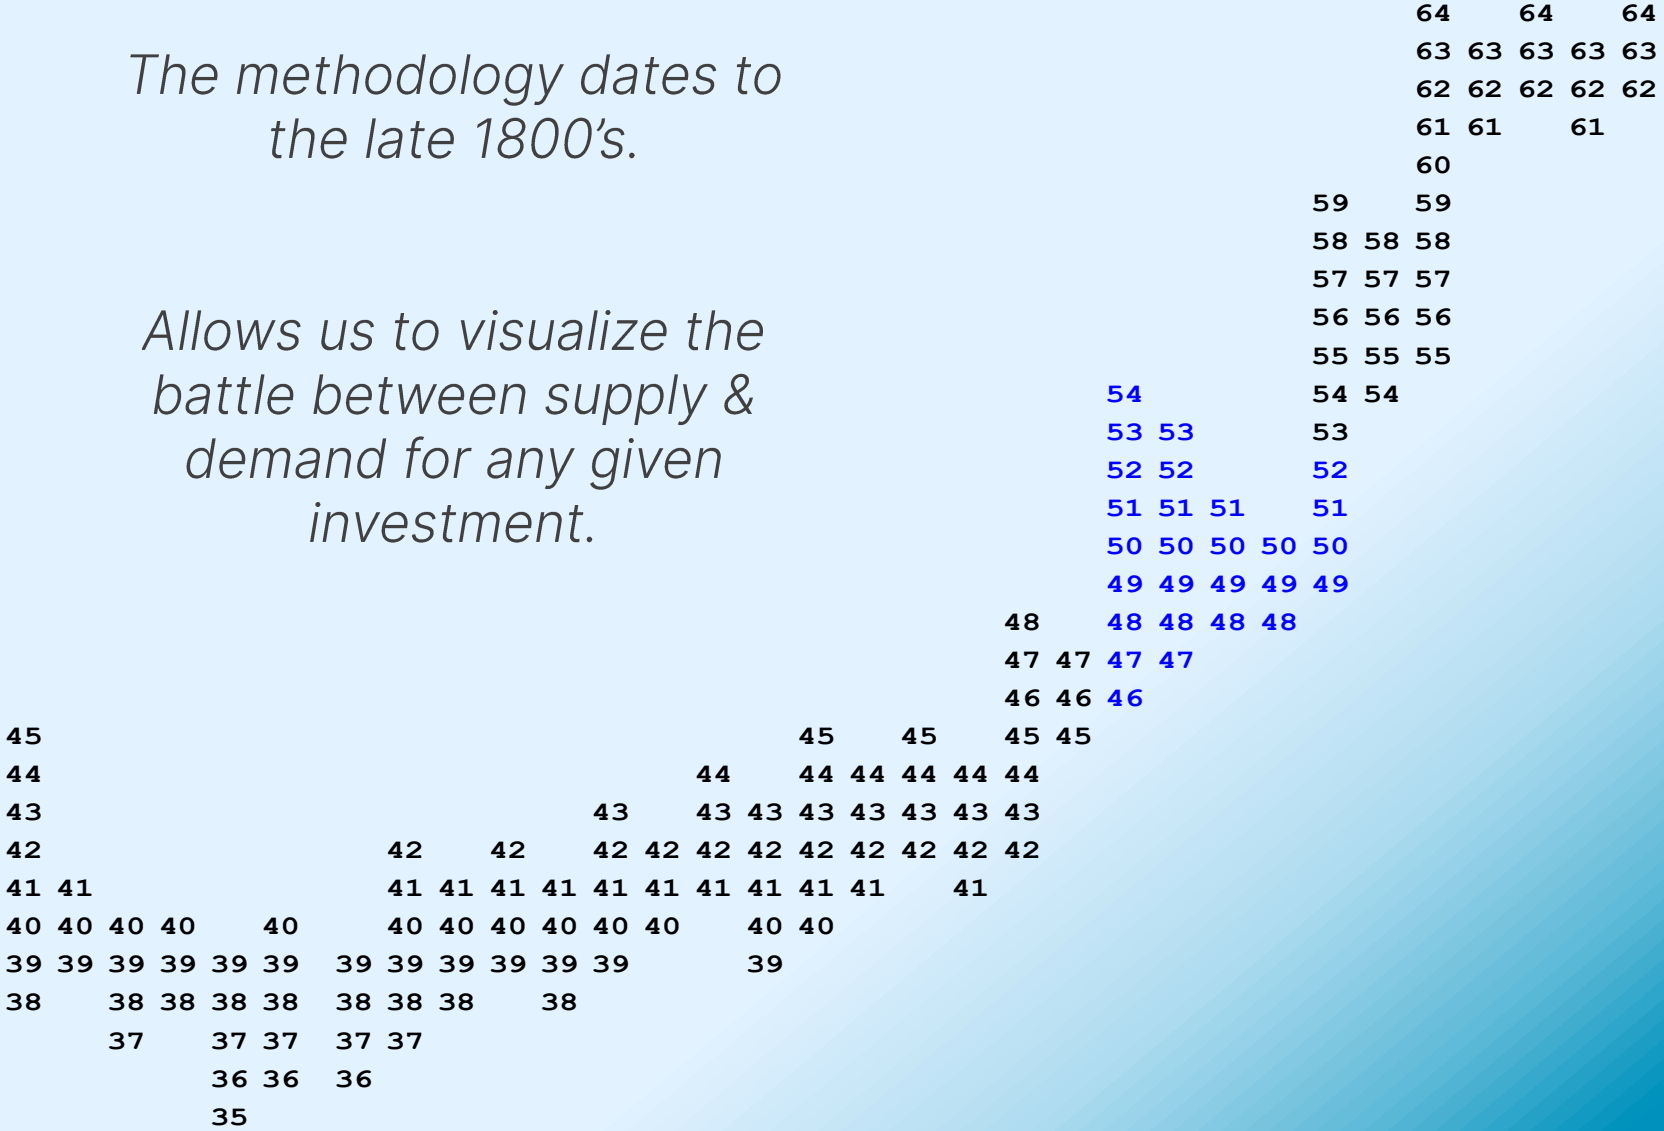 64 64 64
The methodology dates to
the late 1800’s.
63 63 63 63 63
62 62 62 62 62
61 61 61
60
59 59
58 58 58
57 57 57
Allows us to visualize the
battle between supply &
demand for any given
investment.
56 56 56
55 55 55
54 54 54
53 53 53
52 52 52
51 51 51 51
50 50 50 50 50
49 49 49 49 49
48 48 48 48 48
47 47 47 47
46 46 46
45 45 45 45 45
44 44 44 44 44 44 44
43 43 43 43 43 43 43 43 43
42 42 42 42 42 42 42 42 42 42 42 42
41 41 41 41 41 41 41 41 41 41 41 41 41
40 40 40 40 40 40 40 40 40 40 40 40 40
39 39 39 39 39 39 39 39 39 39 39 39 39
38 38 38 38 38 38 38 38 38
37 37 37 37 37
36 36 36
35